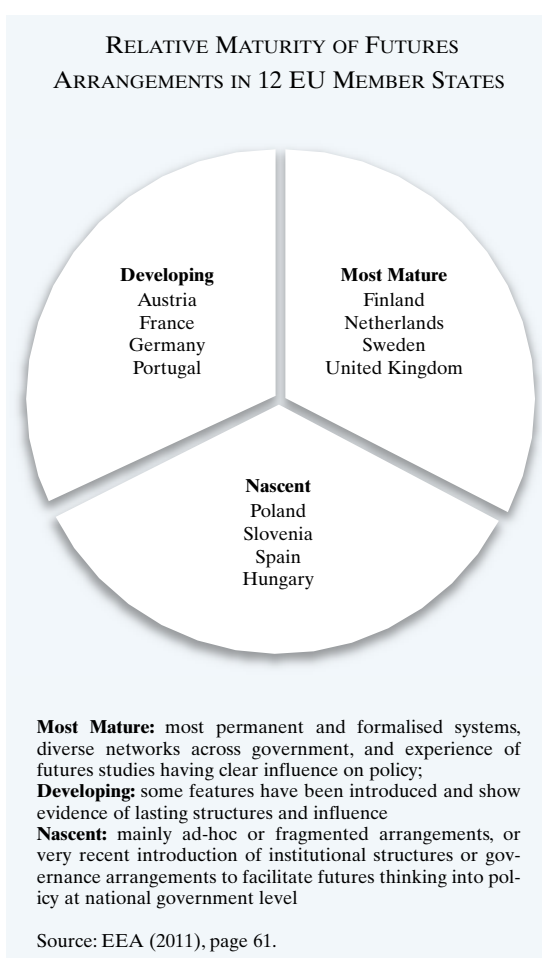 RELATIVE MATURITY OF FUTURES
ARRANGEMENTS IN 12 EU MEMBER STATES
Developing
Austria
France
Germany
Portugal
Most Mature
Finland
Netherlands
Sweden
United Kingdom
Nascent
Poland
Slovenia
Spain
Hungary
Most Mature: most permanent and formalised systems,
diverse networks across government, and experience of
futures studies having clear influence on policy;
Developing: some features have been introduced and show
evidence of lasting structures and influence
Nascent: mainly ad-hoc or fragmented arrangements, or
very recent introduction of institutional structures or gov-
ernance arrangements to facilitate futures thinking into pol-
icy at national government level
Source: EEA (2011), page 61.